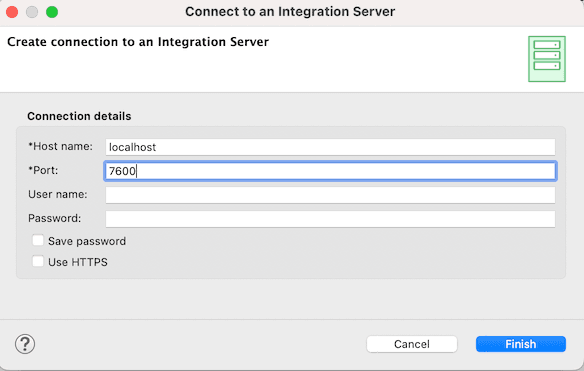 Connect to an Integration Server
Create connection to an Integration Server
Connection details
*Host name: localhost
*Port: 7600
User name:
Password:
Save password
Use HTTPS
?
Cancel
Finish